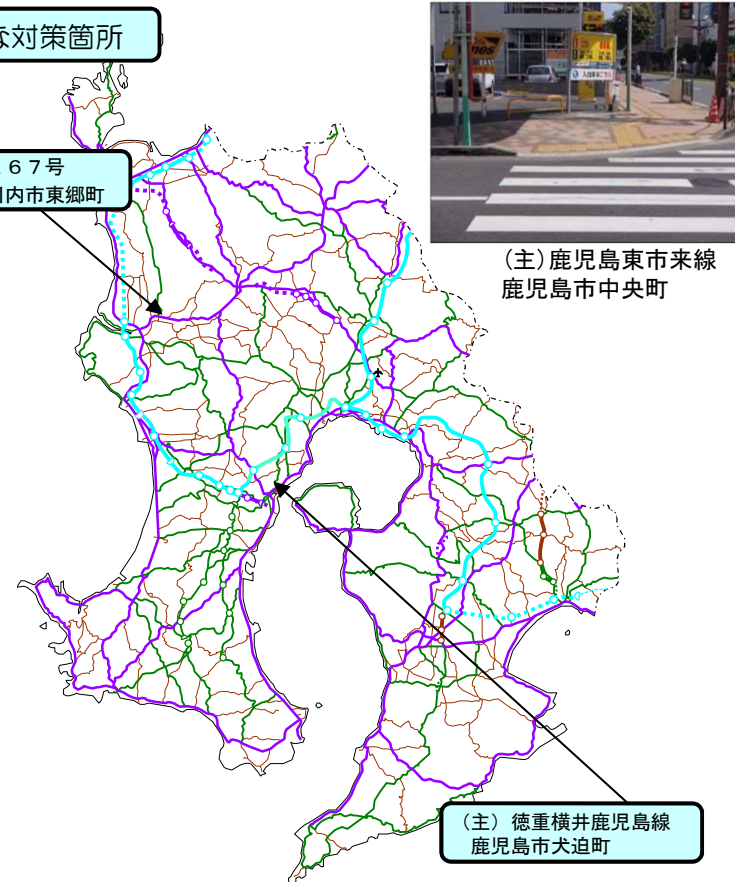 な対策箇所
６７号
内市東郷町
(主)鹿児島東市来線
鹿児島市中央町
(主) 徳重横井鹿児島線
鹿児島市犬迫町